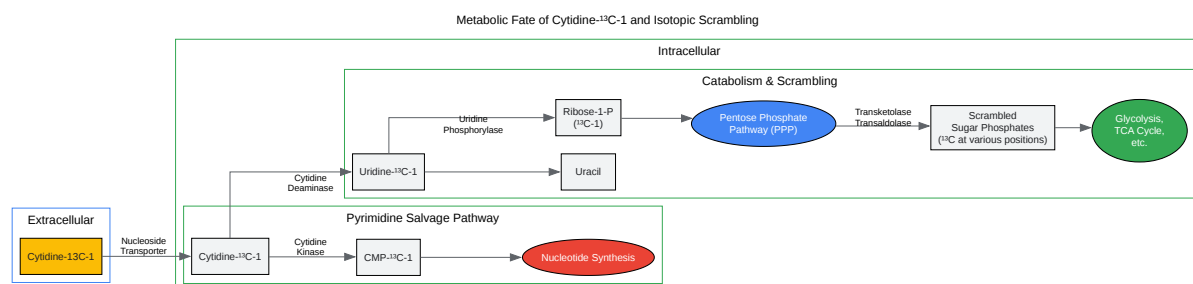 Metabolic Fate of Cytidine-¹³C-1 and Isotopic Scrambling
Intracellular
Catabolism & Scrambling
Ribose-1-P
(¹³C-1)
Uridine
Phosphorylase
Pentose Phosphate
Pathway (PPP)
Transketolase
Transaldolase
Scrambled
Sugar Phosphates
(¹³C at various positions)
Glycolysis,
TCA Cycle,
etc.
Cytidine
Deaminase
Uridine-¹³C-1
Uracil
Extracellular
Cytidine-13C-1
Nucleoside
Transporter
Pyrimidine Salvage Pathway
Cytidine-¹³C-1
Cytidine
Kinase
CMP-¹³C-1
Nucleotide Synthesis